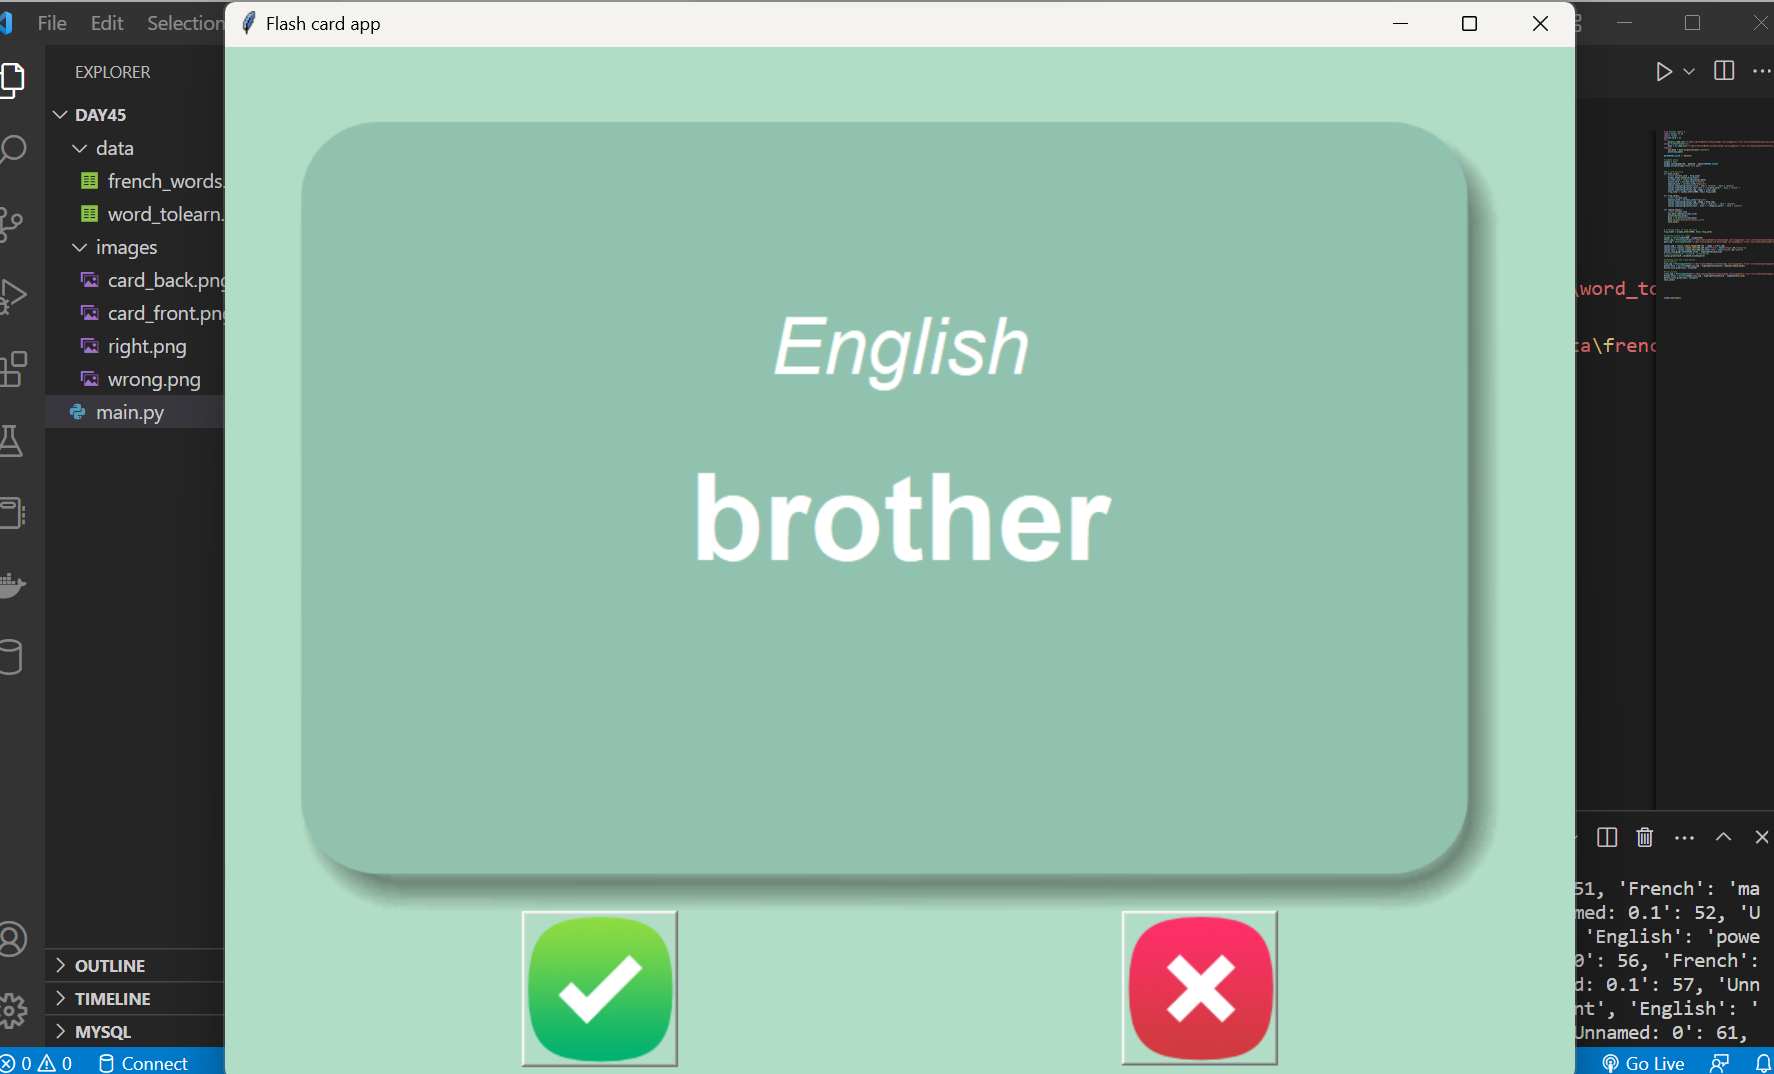 File Edit Selection
Flash card app
EXPLORER
DAY45
data
french_words.
word_tolearn.
images
card_back.png
card_front.png
right.png
wrong.png
main.py
English
brother
\word_to
ta\frenc
51, 'French': 'ma
med: 0.1': 52, 'U
'English': 'powe
0': 56, 'French':
d: 0.1': 57, 'Unn
nt', 'English': '
Unnamed: 0': 61,
OUTLINE
TIMELINE
MYSQL
0 0 Connect
Go Live